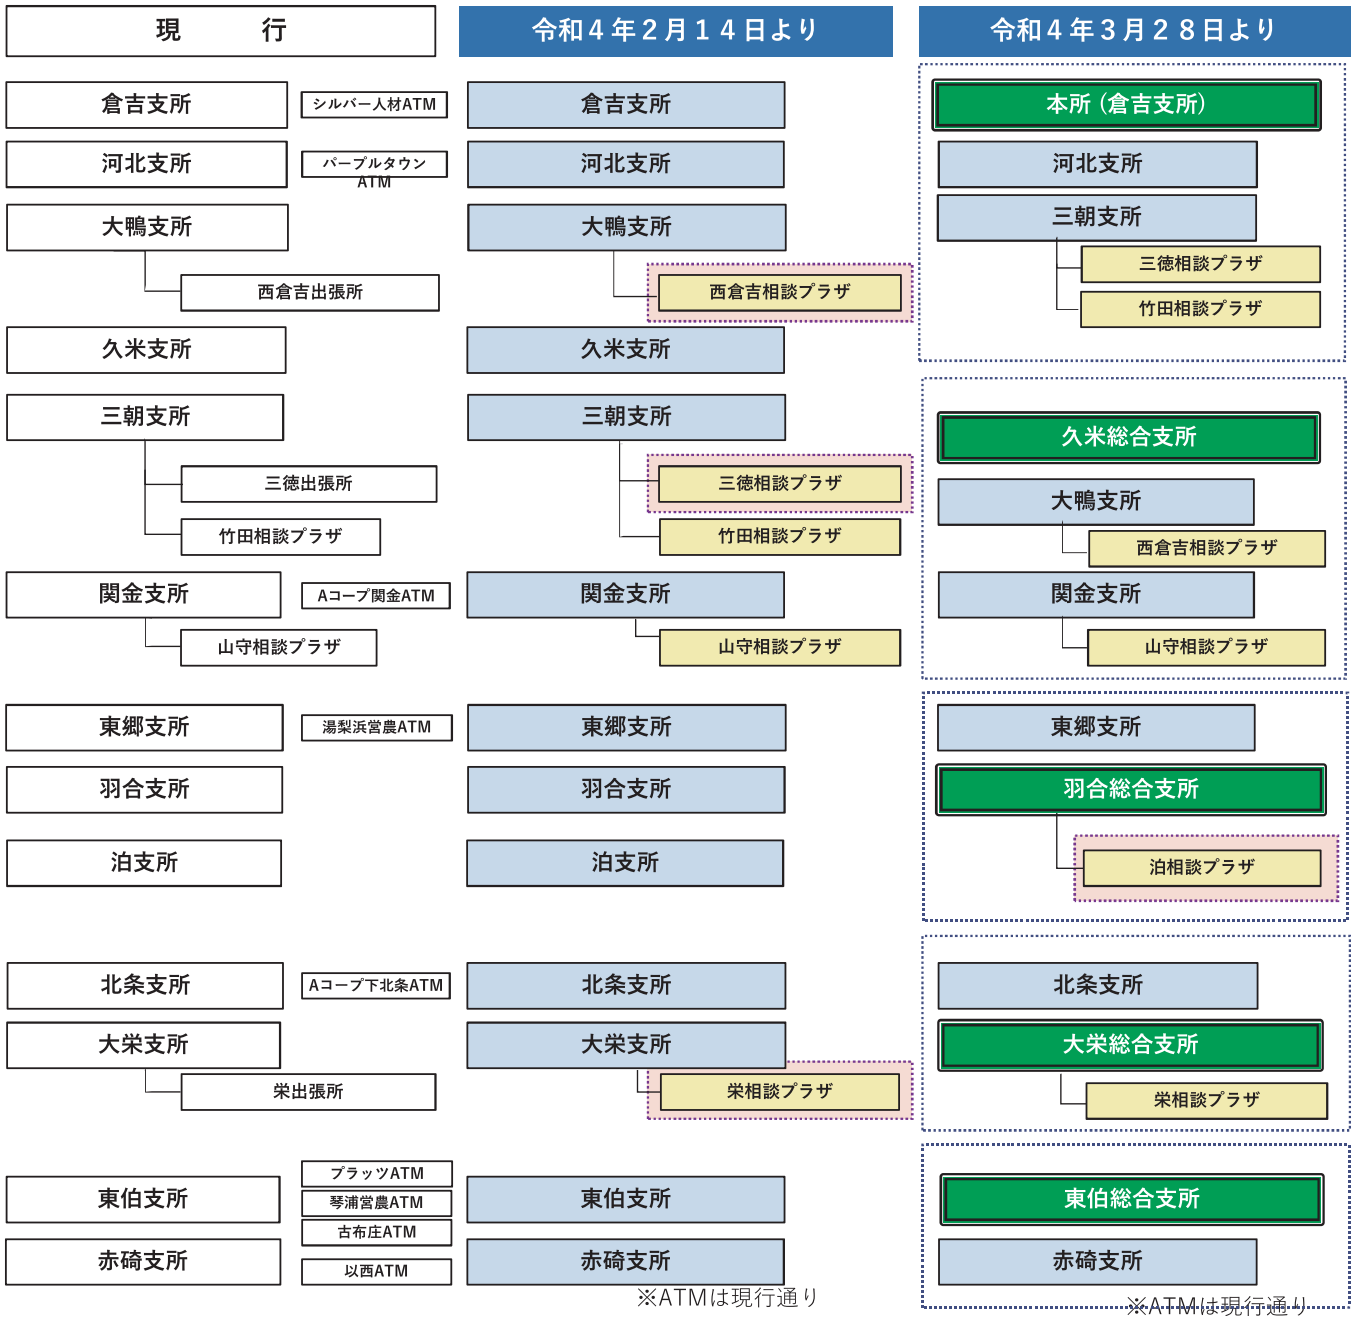 現　行
倉吉支所
シルバー人材ATM
河北支所
パープルタウン
ATM
大鴨支所
西倉吉出張所
久米支所
三朝支所
三徳出張所
竹田相談プラザ
関金支所
Aコープ関金ATM
山守相談プラザ
東郷支所
湯梨浜営農ATM
羽合支所
泊支所
北条支所
Aコープ下北条ATM
大栄支所
栄出張所
東伯支所
プラッツATM
琴浦営農ATM
古布庄ATM
赤碕支所
以西ATM
令和４年２月１４日より
倉吉支所
河北支所
大鴨支所
西倉吉相談プラザ
久米支所
三朝支所
三徳相談プラザ
竹田相談プラザ
関金支所
山守相談プラザ
東郷支所
羽合支所
泊支所
北条支所
大栄支所
栄相談プラザ
東伯支所
赤碕支所
※ATMは現行通り
令和４年３月２８日より
本所（倉吉支所）
河北支所
三朝支所
三徳相談プラザ
竹田相談プラザ
久米総合支所
大鴨支所
西倉吉相談プラザ
関金支所
山守相談プラザ
東郷支所
羽合総合支所
泊相談プラザ
北条支所
大栄総合支所
栄相談プラザ
東伯総合支所
赤碕支所
※ATMは現行通り